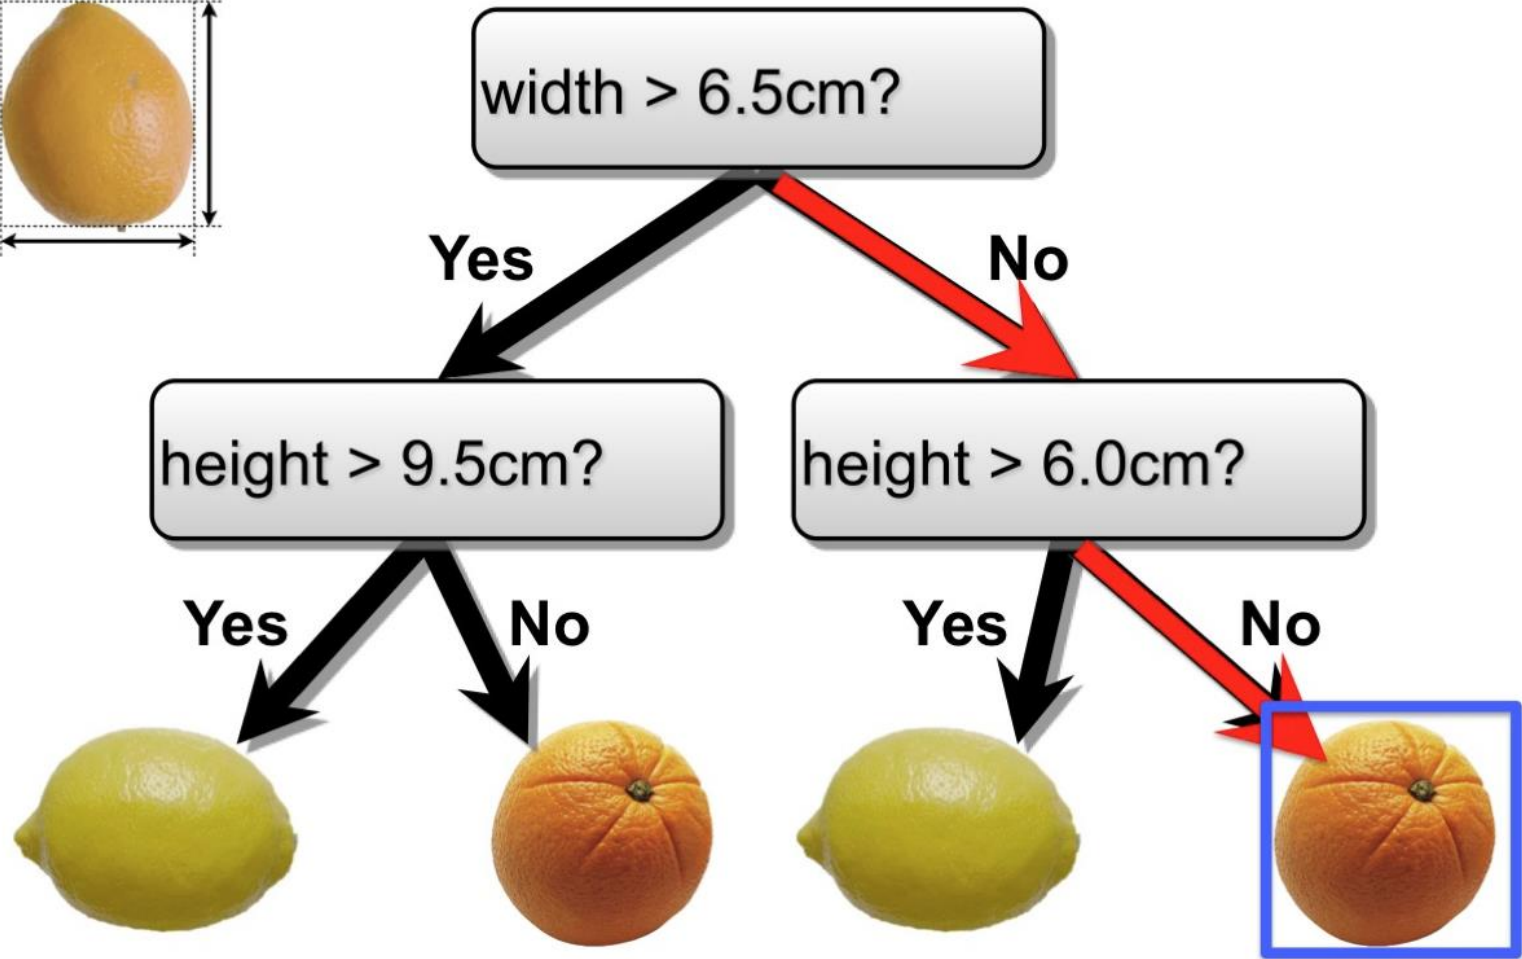 width > 6.5cm?
Yes
No
height > 9.5cm?
height > 6.0cm?
Yes
No
Yes
No